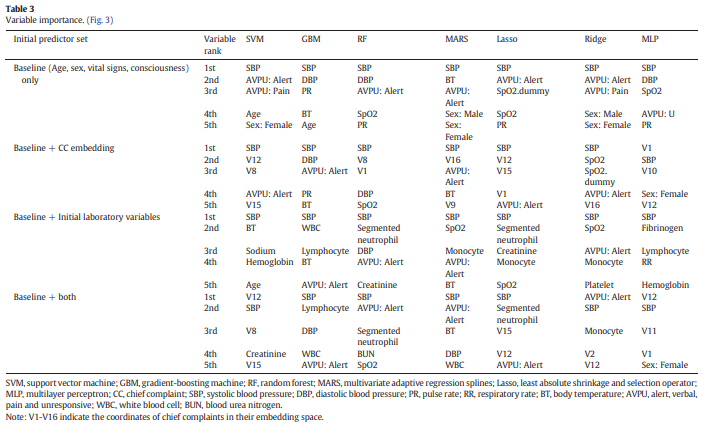 Table 3
Variable importance. (Fig. 3)
Initial predictor set Variable rank SVM GBM RF MARS Lasso Ridge MLP
Baseline (Age, sex, vital signs, consciousness) only 1st SBP SBP SBP SBP SBP SBP SBP
2nd AVPU: Alert DBP DBP BT AVPU: Alert AVPU: Alert DBP
3rd AVPU: Pain PR AVPU: Alert AVPU: Alert SpO2.dummy AVPU: Pain SpO2
4th Age BT SpO2 Sex: Male SpO2 Sex: Male AVPU: U
5th Sex: Female Age PR Sex: Female PR Sex: Female PR
Baseline + CC embedding 1st SBP SBP SBP SBP SBP SBP V1
2nd V12 DBP V8 V16 V12 SpO2 SBP
3rd V8 AVPU: Alert V1 AVPU: Alert V15 SpO2. dummy V10
4th AVPU: Alert PR DBP BT V1 AVPU: Alert Sex: Female
5th V15 BT SpO2 V9 AVPU: Alert V16 V12
Baseline + Initial laboratory variables 1st SBP SBP SBP SBP SBP SBP SBP
2nd BT WBC Segmented neutrophil SpO2 Segmented neutrophil SpO2 Fibrinogen
3rd Sodium Lymphocyte DBP Monocyte Creatinine AVPU: Alert Lymphocyte
4th Hemoglobin BT AVPU: Alert AVPU: Alert Monocyte Monocyte RR
5th Age AVPU: Alert Creatinine BT SpO2 Platelet Hemoglobin
Baseline + both 1st V12 SBP SBP SBP SBP AVPU: Alert V12
2nd SBP Lymphocyte AVPU: Alert AVPU: Alert Segmented neutrophil SBP SBP
3rd V8 DBP Segmented neutrophil BT V15 Monocyte V11
4th Creatinine WBC BUN DBP V12 V2 V1
5th V15 AVPU: Alert SpO2 WBC AVPU: Alert V12 Sex: Female
SVM, support vector machine; GBM, gradient-boosting machine; RF, random forest; MARS, multivariate adaptive regression splines; Lasso, least absolute shrinkage and selection operator;
MLP, multilayer perceptron; CC, chief complaint; SBP, systolic blood pressure; DBP, diastolic blood pressure; PR, pulse rate; RR, respiratory rate; BT, body temperature; AVPU, alert, verbal,
pain and unresponsive; WBC, white blood cell; BUN, blood urea nitrogen.
Note: V1-V16 indicate the coordinates of chief complaints in their embedding space.